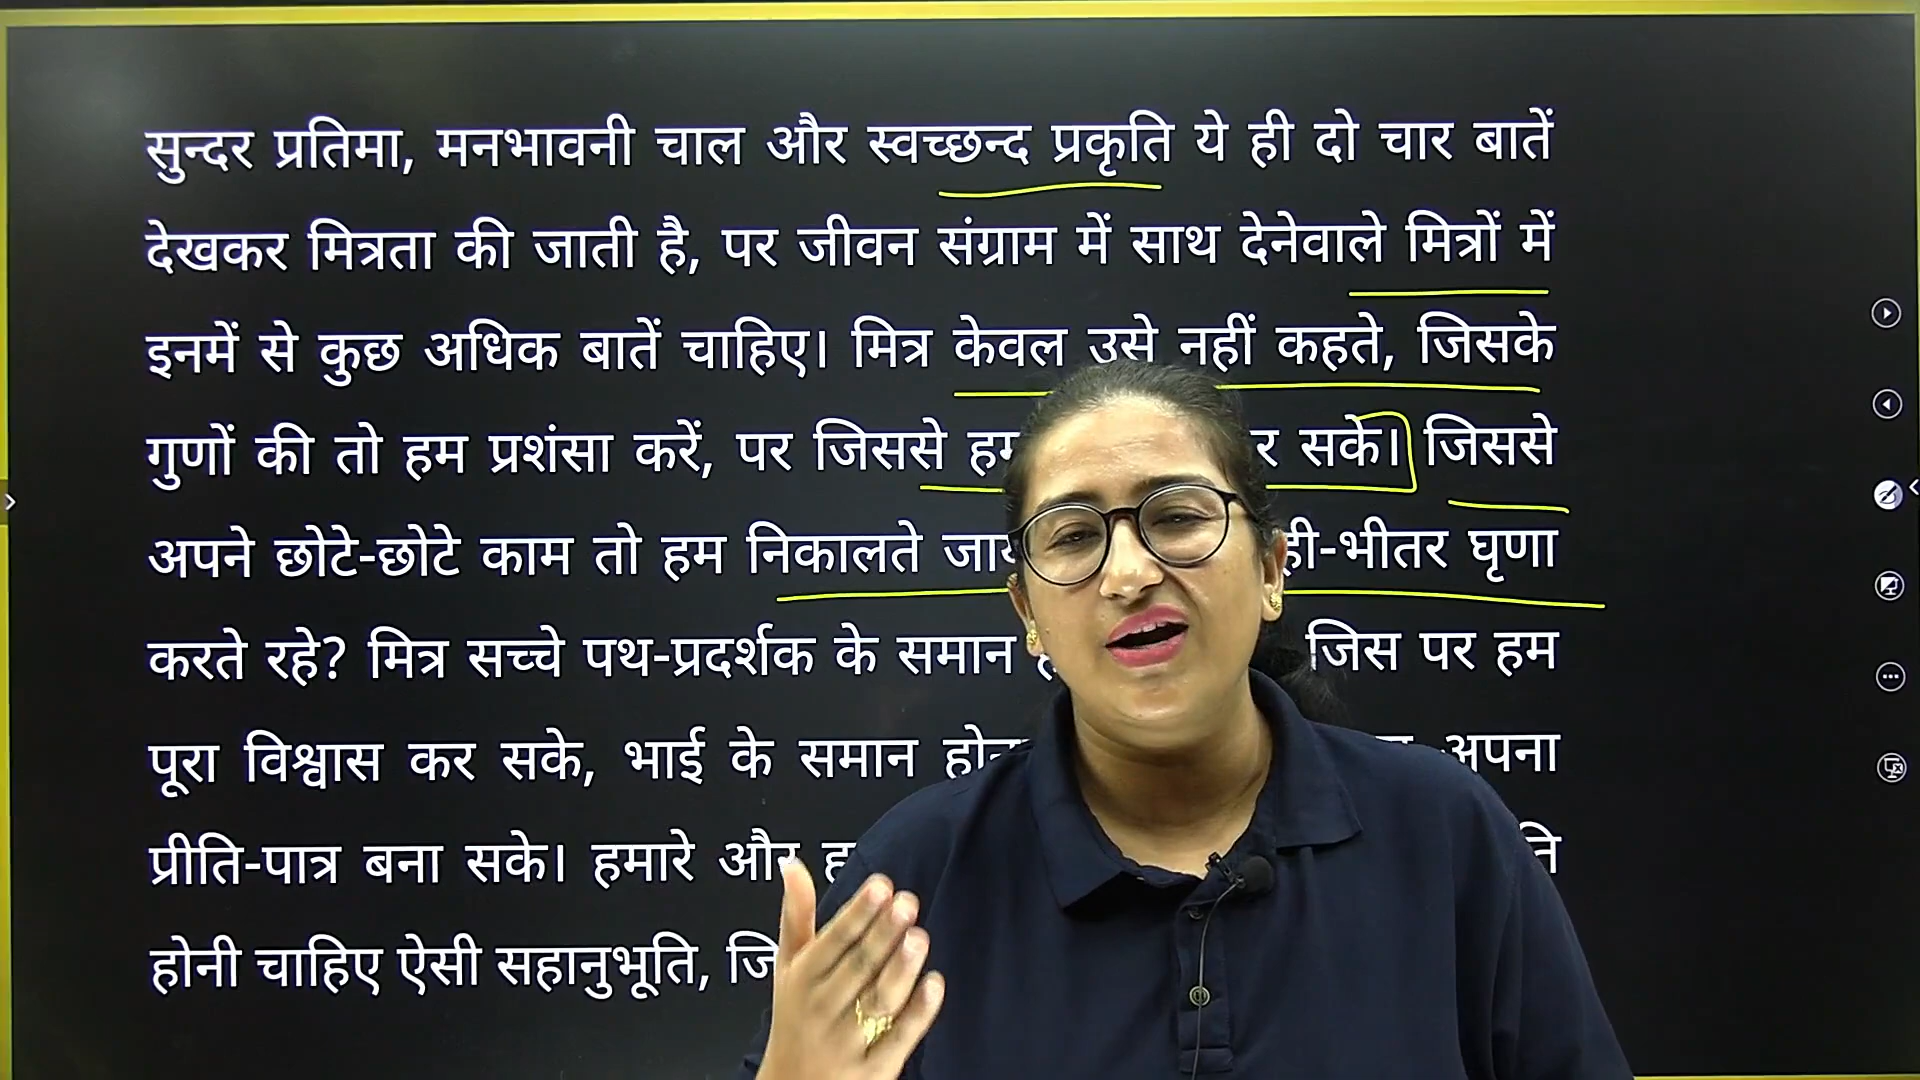 सुन्दर प्रतिमा, मनभावनी चाल और स्वच्छन्द प्रकृति ये ही दो चार बातें
देखकर मित्रता की जाती है, पर जीवन संग्राम में साथ देनेवाले मित्रों में
इनमें से कुछ अधिक बातें चाहिए। मित्र केवल उसे नहीं कहते, जिसके
गुणों की तो हम प्रशंसा करें, पर जिससे सके। जिससे
अपने छोटे-छोटे काम तो हम निकालते ही-भीतर घृणा
करते रहे? मित्र सच्चे पथ-प्रदर्शक के समान जिस पर हम
पूरा विश्वास कर सके, भाई के समान अपना
प्रीति-पात्र बना सके। हमारे और
होनी चाहिए ऐसी सहानुभूति,